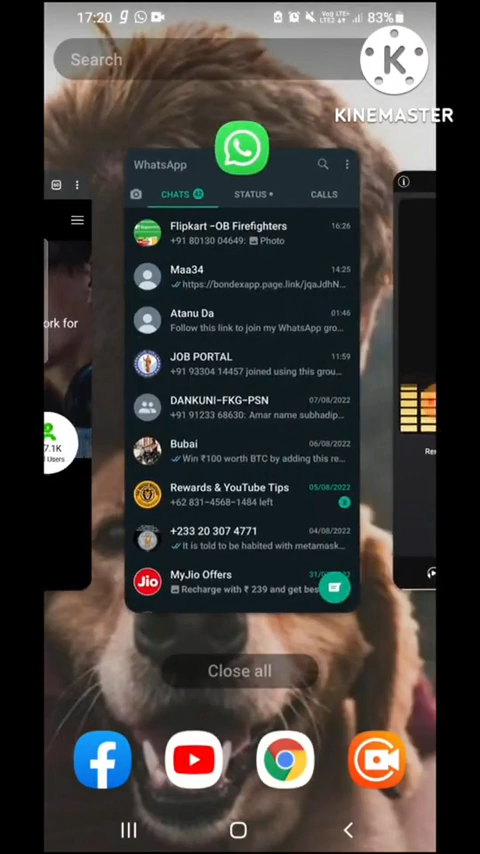 17:20
Vo)) LTE+
LTE2
83%
Search
K
KINEMASTER
WhatsApp
CHATS 42
STATUS
CALLS
Flipkart -OB Firefighters
16:26
+91 80130 04649: Photo
Maa34
14:25
https://bondexapp.page.link/jqaJdhN...
Atanu Da
01:46
Follow this link to join my WhatsApp gro...
JOB PORTAL
11:59
+91 93304 14457 joined using this grou...
DANKUNI-FKG-PSN
07/08/2022
+91 91233 68630: Amar name subhadip...
Bubai
06/08/2022
Win ₹100 worth BTC by adding this re...
Rewards & YouTube Tips
05/08/2022
+62 831-4568-1484 left
2
+233 20 307 4771
04/08/2022
It is told to be habited with metamask...
Jio
MyJio Offers
Recharge with ₹ 239 and get bes
ork for
7.1K
Users
Close all